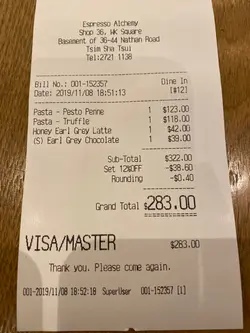 Espresso Alchemy
Shop 36, WK Square
Basement of 36-44 Nathan Road
Tsim Sha Tsui
Tel:2721 1138
Bill No.: 001-152357 Dine In
Date: 2019/11/08 18:51:13 [#12]
Pasta - Pesto Penne 1 $123.00
Pasta - Truffle 1 $118.00
Honey Earl Grey Latte 1 $42.00
(S) Earl Grey Chocolate 1 $39.00
Sub-Total $322.00
Set 12%OFF -$38.60
Rounding -$0.40
Grand Total $283.00
VISA/MASTER $283.00
Thank you. Please come again.
001-2019/11/08 18:52:18 SuperUser 001-152357 [1]